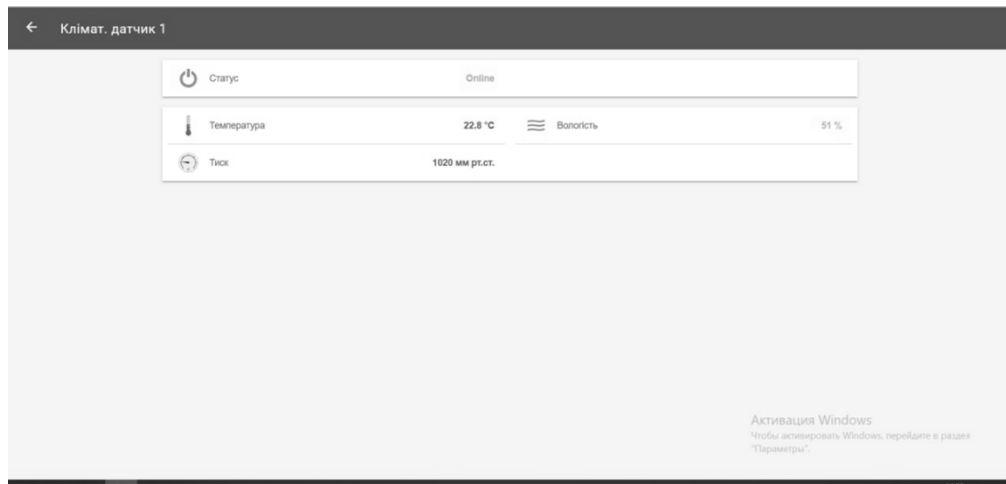 Клімат. датчик 1
Статус Online
Температура 22.8 °C Вологість 51 %
Тиск 1020 мм рт.ст.
Активация Windows
Чтобы активировать Windows, перейдите в раздел
"Параметры".